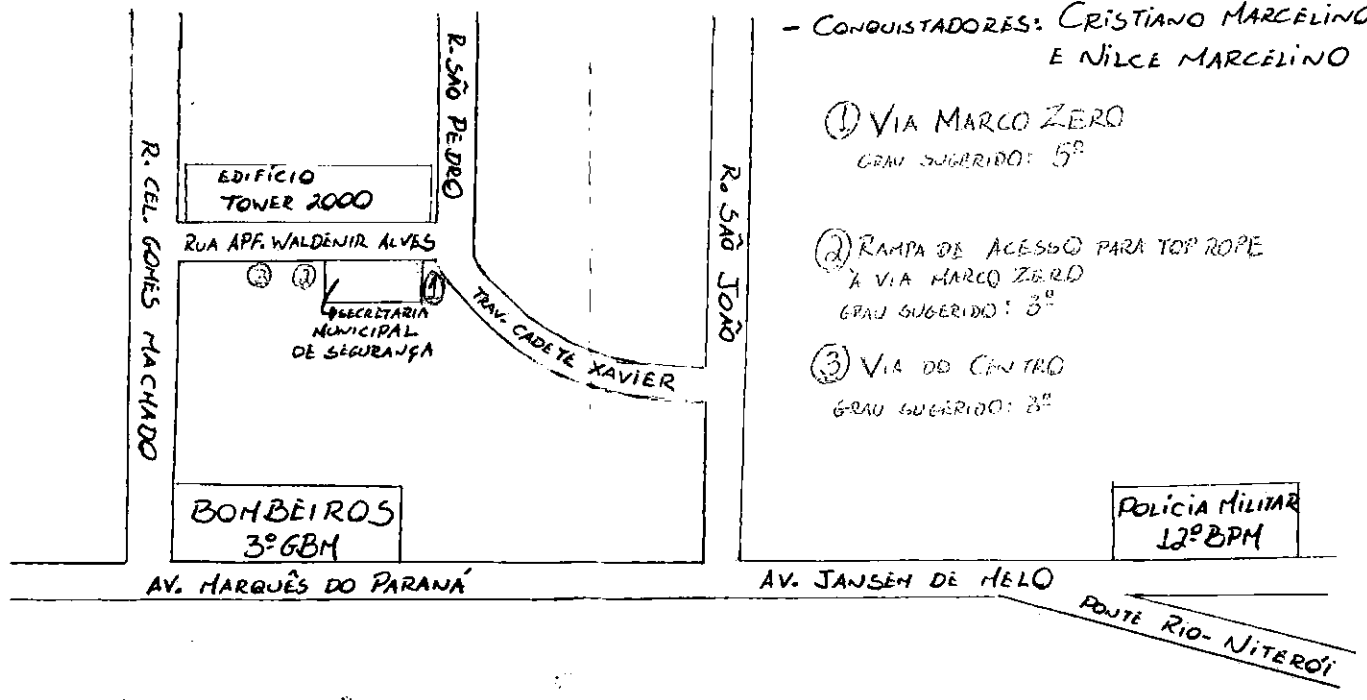 - CONQUISTADORES: CRISTIANO MARCELINO
E NILCE MARCELINO
① VIA MARCO ZERO
GRAU SUGERIDO: 5º
② RAMPA DE ACESSO PARA TOP ROPE
À VIA MARCO ZERO
GRAU SUGERIDO: 3º
③ VIA DO CENTRO
GRAU SUGERIDO: 3º
R. CEL. GOMES MACHADO
R. SÃO PEDRO
R. SÃO JOÃO
EDIFÍCIO
TOWER 2000
RUA APF. WALDENIR ALVES
③ ② ①
SECRETARIA
MUNICIPAL
DE SEGURANÇA
TRAV. CADETE XAVIER
BOMBEIROS
3º GBM
POLÍCIA MILITAR
12º BPM
AV. MARQUÊS DO PARANÁ
AV. JANSEN DE MELO
PONTE RIO-NITERÓI